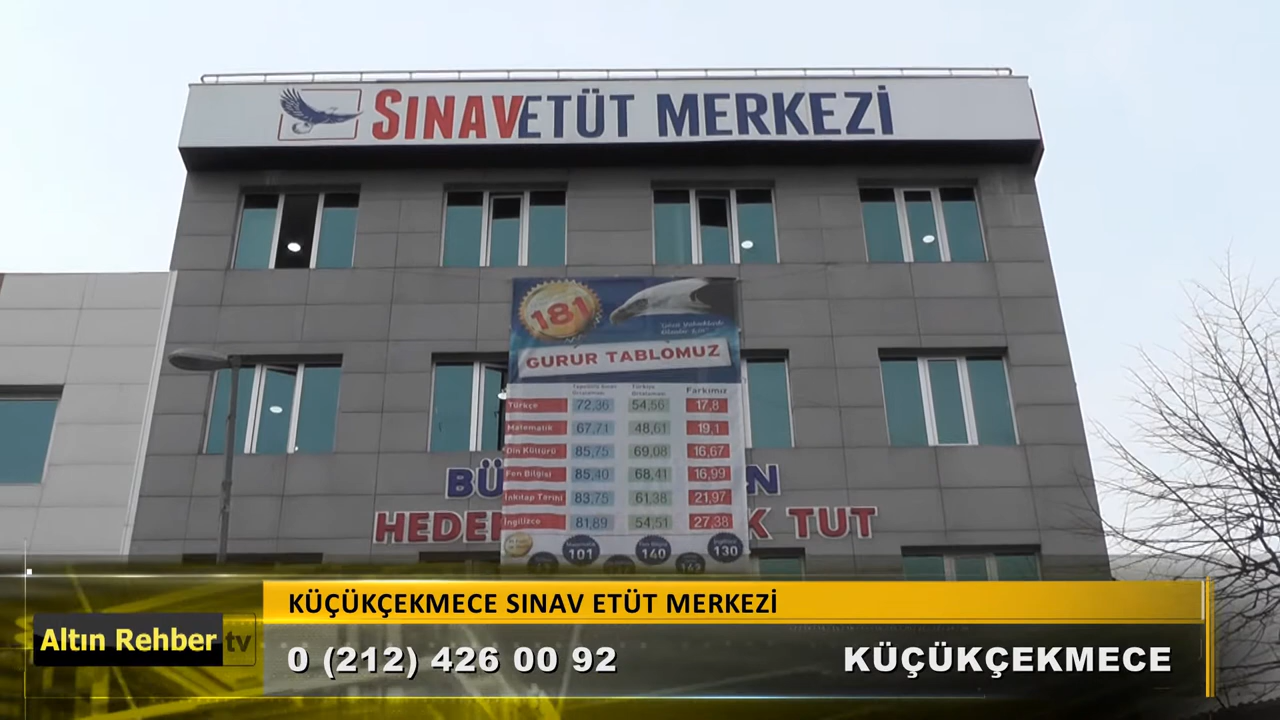 SINAVETÜT MERKEZİ
181
GURUR TABLOMUZ
Farkımız
Türkçe 72,36 54,56 17,8
Matematik 67,71 48,61 19,1
Din Kültürü 85,75 69,08 16,67
Fen Bilgisi 85,40 68,41 16,99
İnkılap Tarihi 83,75 61,38 21,97
İngilizce 81,89 54,51 27,38
TUT
101 140 130
KÜÇÜKÇEKMECE SINAV ETÜT MERKEZİ
Altın Rehber tv
0 (212) 426 00 92
KÜÇÜKÇEKMECE